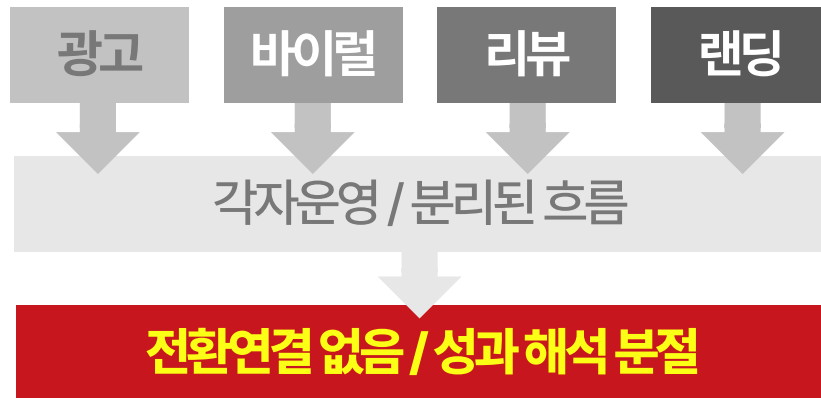 광고
바이럴
리뷰
랜딩
각자운영 / 분리된 흐름
전환연결 없음 / 성과 해석 분절